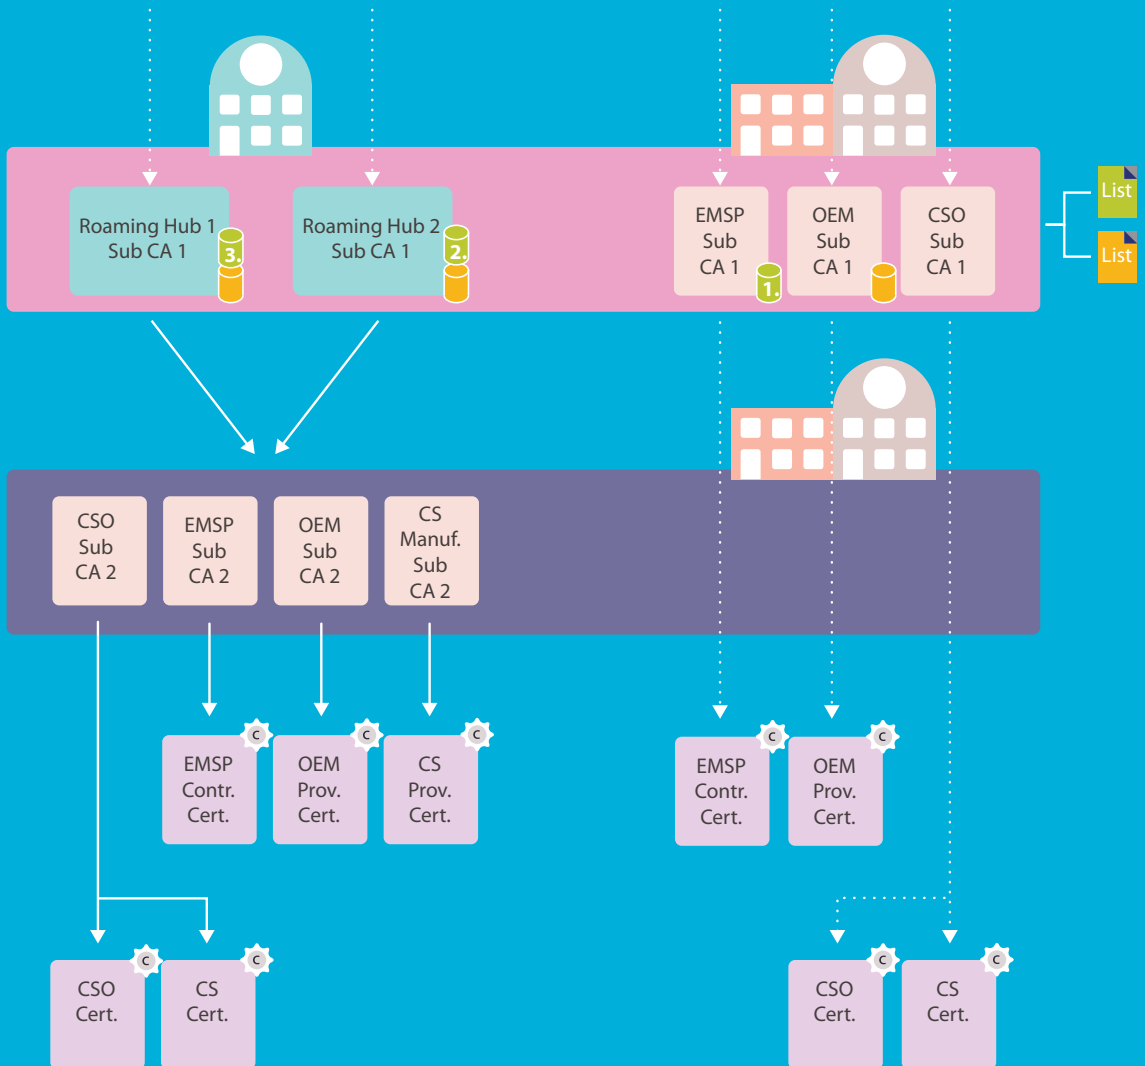 Roaming Hub 1
Sub CA 1
3.
Roaming Hub 2
Sub CA 1
2.
EMSP
Sub
CA 1
1.
OEM
Sub
CA 1
CSO
Sub
CA 1
List
List
CSO
Sub
CA 2
EMSP
Sub
CA 2
OEM
Sub
CA 2
CS
Manuf.
Sub
CA 2
C
EMSP
Contr.
Cert.
C
OEM
Prov.
Cert.
C
CS
Prov.
Cert.
C
EMSP
Contr.
Cert.
C
OEM
Prov.
Cert.
C
CSO
Cert.
C
CS
Cert.
C
CSO
Cert.
C
CS
Cert.